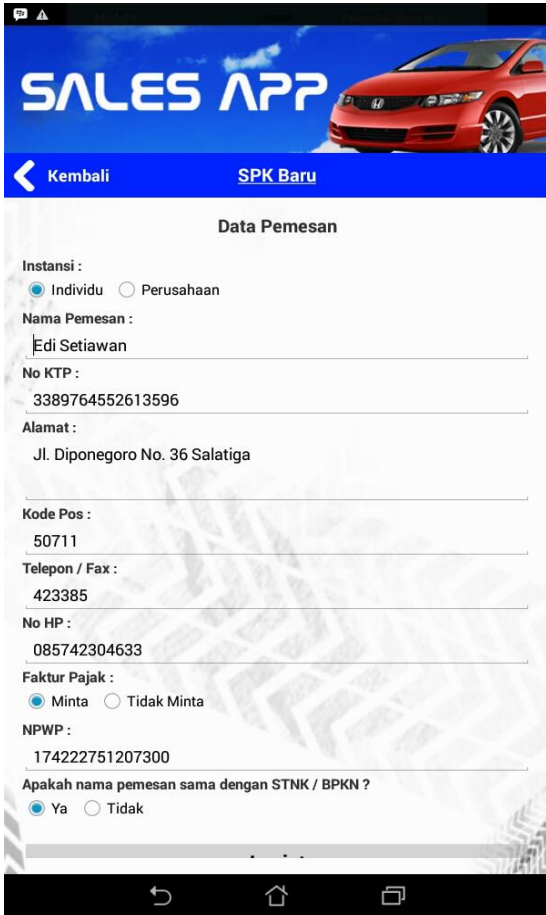 SALES APP
Kembali
SPK Baru
Data Pemesan
Instansi :
Individu
Perusahaan
Nama Pemesan :
Edi Setiawan
No KTP :
3389764552613596
Alamat :
Jl. Diponegoro No. 36 Salatiga
Kode Pos :
50711
Telepon / Fax :
423385
No HP :
085742304633
Faktur Pajak :
Minta
Tidak Minta
NPWP :
174222751207300
Apakah nama pemesan sama dengan STNK / BPKN ?
Ya
Tidak